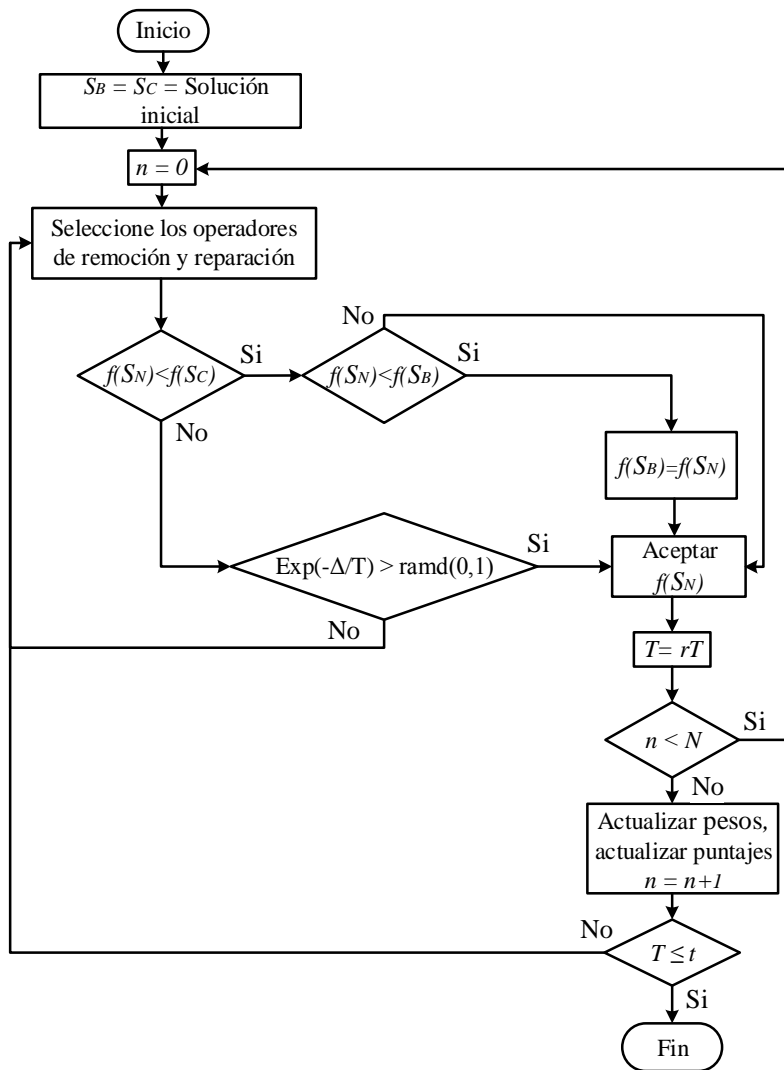 Inicio
SB = SC = Solución
inicial
n = 0
Seleccione los operadores
de remoción y reparación
No
f(SN)<f(SC)
Si
f(SN)<f(SB)
Si
No
f(SB)=f(SN)
Exp(-Δ/T) > ramd(0,1)
Si
Aceptar
f(SN)
No
T= rT
n < N
Si
No
Actualizar pesos,
actualizar puntajes
n = n+1
No
T ≤ t
Si
Fin